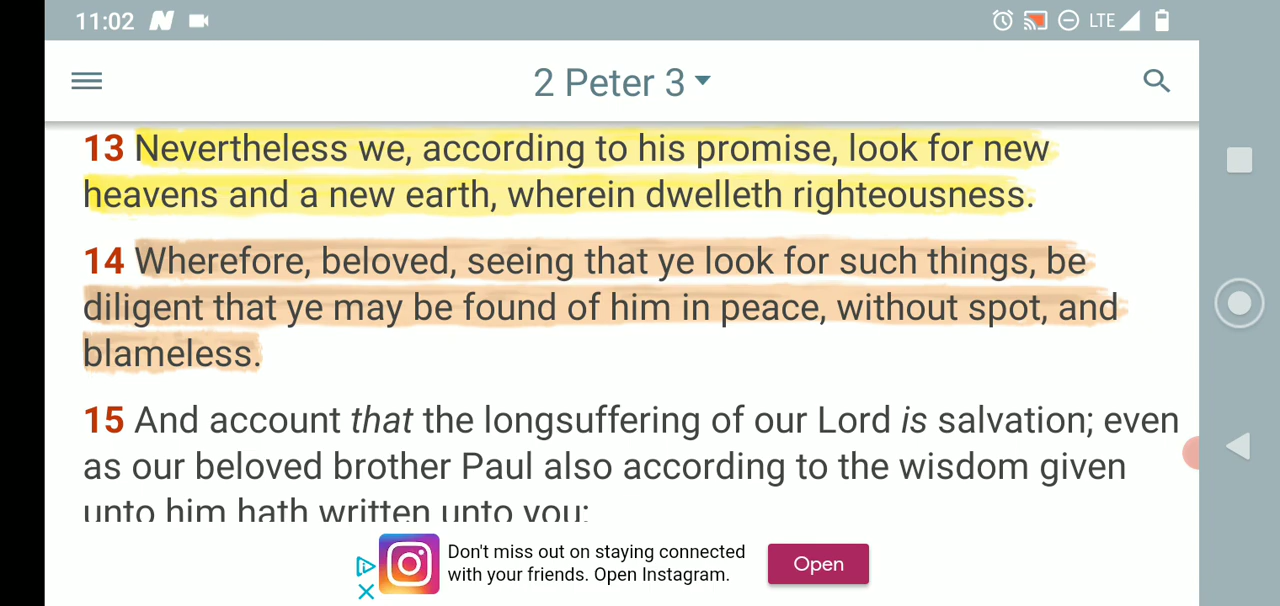 11:02 LTE
2 Peter 3
13 Nevertheless we, according to his promise, look for new
heavens and a new earth, wherein dwelleth righteousness.
14 Wherefore, beloved, seeing that ye look for such things, be
diligent that ye may be found of him in peace, without spot, and
blameless.
15 And account that the longsuffering of our Lord is salvation; even
as our beloved brother Paul also according to the wisdom given
unto him hath written unto you;
Don't miss out on staying connected
with your friends. Open Instagram.
Open